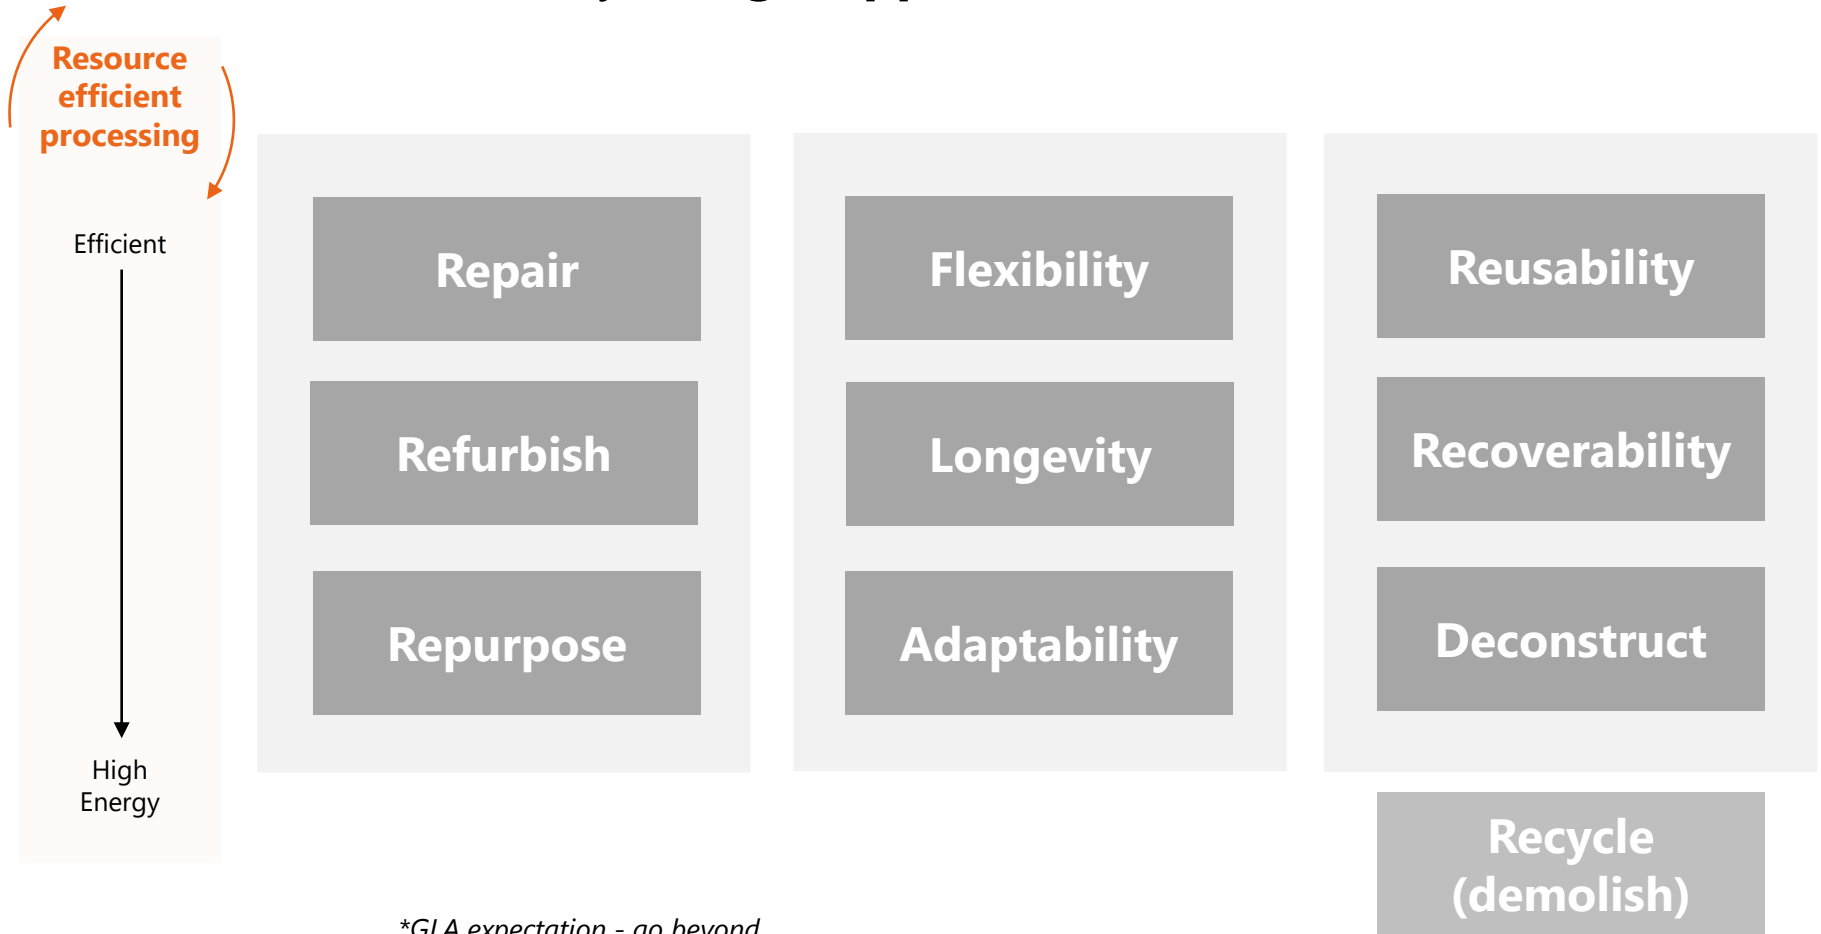 Resource
efficient
processing
Efficient
High
Energy
Repair
Refurbish
Repurpose
Flexibility
Longevity
Adaptability
Reusability
Recoverability
Deconstruct
Recycle
(demolish)
*GLA expectation - go beyond